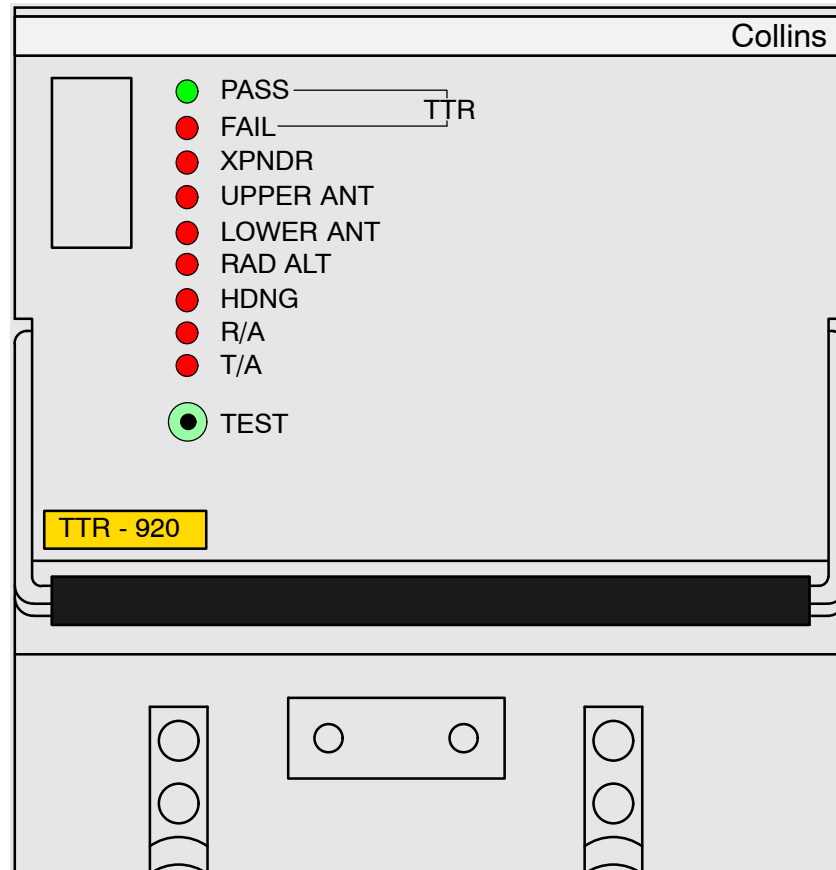 Collins
PASS
TTR
FAIL
XPNDR
UPPER ANT
LOWER ANT
RAD ALT
HDNG
R/A
T/A
TEST
TTR - 920